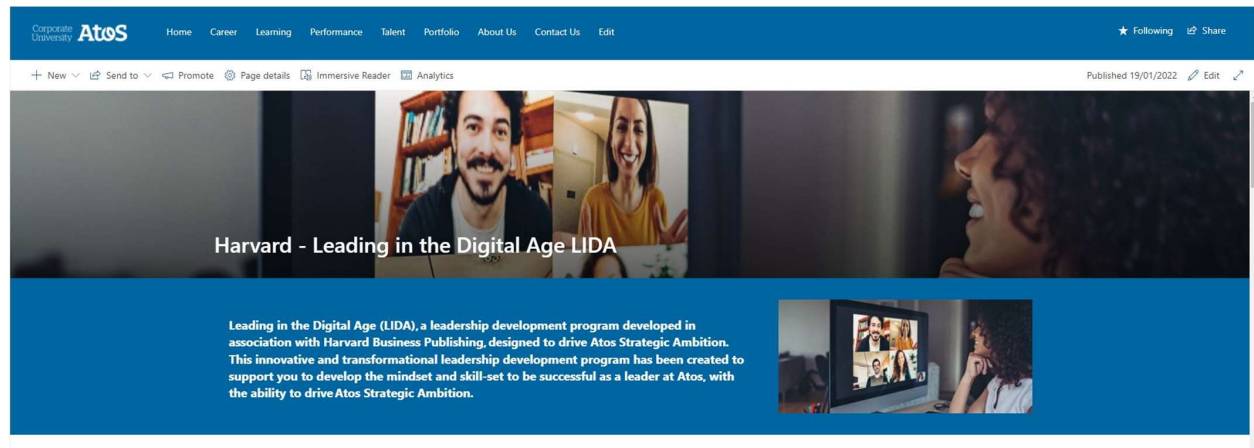 Corporate
University Atos
Home Career Learning Performance Talent Portfolio About Us Contact Us Edit
Following Share
New Send to Promote Page details Immersive Reader Analytics
Published 19/01/2022 Edit
Harvard - Leading in the Digital Age LIDA
Leading in the Digital Age (LIDA), a leadership development program developed in
association with Harvard Business Publishing, designed to drive Atos Strategic Ambition.
This innovative and transformational leadership development program has been created to
support you to develop the mindset and skill-set to be successful as a leader at Atos, with
the ability to drive Atos Strategic Ambition.